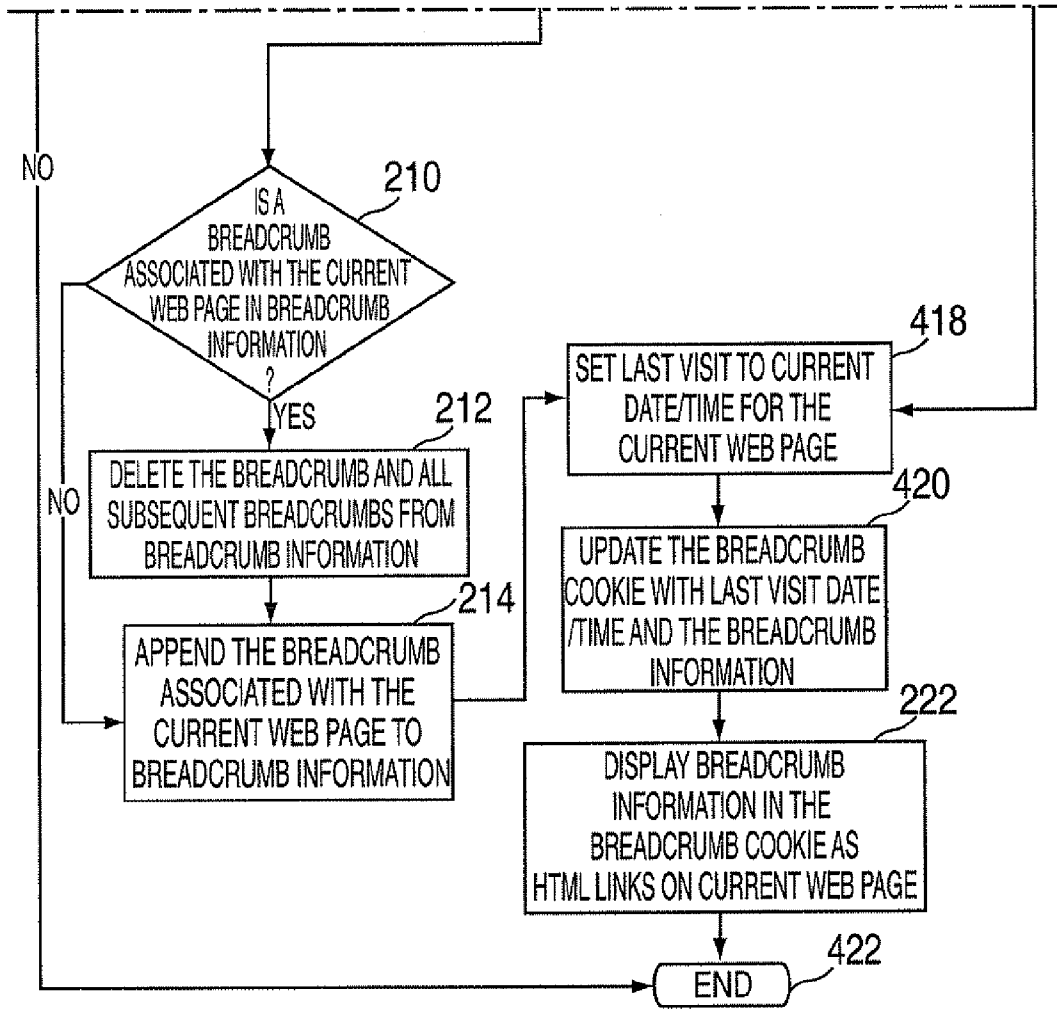 NO
210
IS A
BREADCRUMB
ASSOCIATED WITH THE CURRENT
WEB PAGE IN BREADCRUMB
INFORMATION
?
YES
NO
212
DELETE THE BREADCRUMB AND ALL
SUBSEQUENT BREADCRUMBS FROM
BREADCRUMB INFORMATION
214
APPEND THE BREADCRUMB
ASSOCIATED WITH THE
CURRENT WEB PAGE TO
BREADCRUMB INFORMATION
418
SET LAST VISIT TO CURRENT
DATE/TIME FOR THE
CURRENT WEB PAGE
420
UPDATE THE BREADCRUMB
COOKIE WITH LAST VISIT DATE
/TIME AND THE BREADCRUMB
INFORMATION
222
DISPLAY BREADCRUMB
INFORMATION IN THE
BREADCRUMB COOKIE AS
HTML LINKS ON CURRENT WEB PAGE
END
422